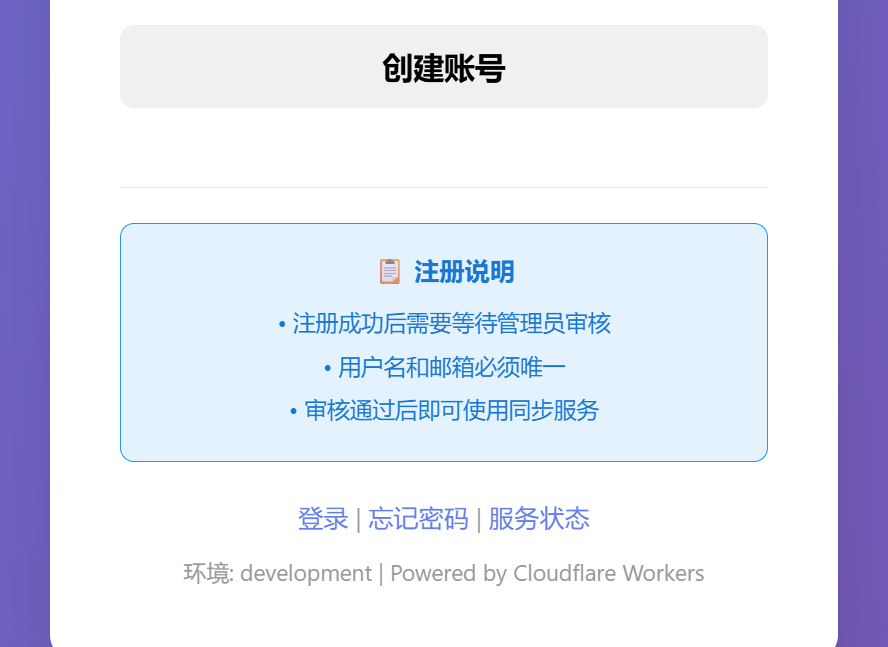 创建账号
📋 注册说明
• 注册成功后需要等待管理员审核
• 用户名和邮箱必须唯一
• 审核通过后即可使用同步服务
登录 | 忘记密码 | 服务状态
环境: development | Powered by Cloudflare Workers